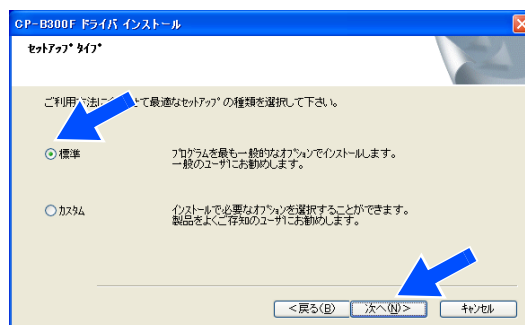 CP-B300F ドライバ インストール
セットアップ タイプ
ご利用方法に せて最適なセットアップの種類を選択して下さい。
標準
プログラムを最も一般的なオプションでインストールします。
一般のユーザにお勧めします。
カスタム
インストールで必要なオプションを選択することができます。
製品をよくご存知のユーザにお勧めします。
<戻る(B)
次へ(N)>
キャンセル